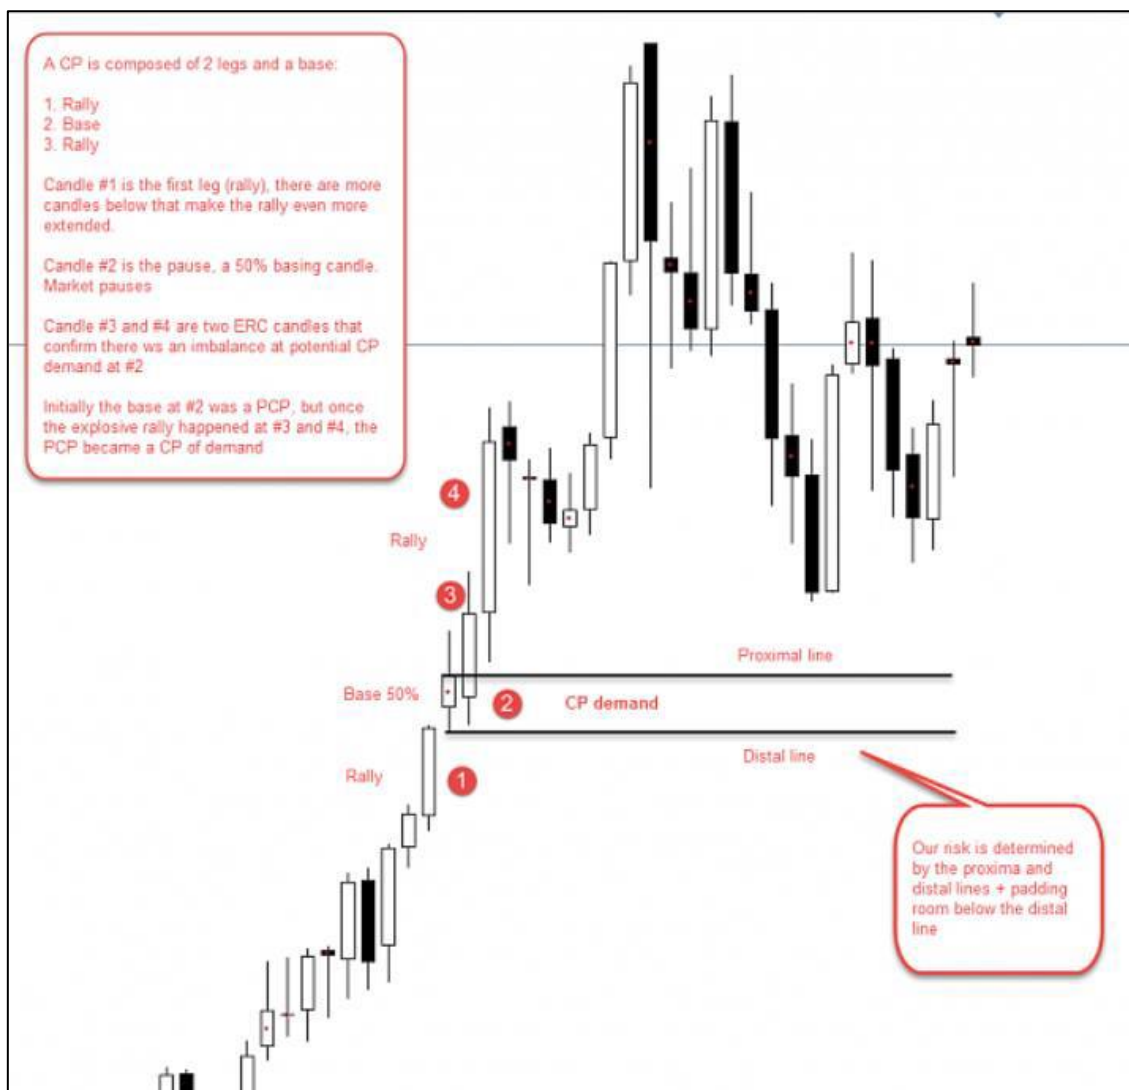 A CP is composed of 2 legs and a base:
1. Rally
2. Base
3. Rally
Candle #1 is the first leg (rally), there are more
candles below that make the rally even more
extended.
Candle #2 is the pause, a 50% basing candle.
Market pauses
Candle #3 and #4 are two ERC candles that
confirm there ws an imbalance at potential CP
demand at #2
Initially the base at #2 was a PCP, but once
the explosive rally happened at #3 and #4, the
PCP became a CP of demand
4
Rally
3
Proximal line
Base 50%
2
CP demand
Distal line
Rally
1
Our risk is determined
by the proxima and
distal lines + padding
room below the distal
line